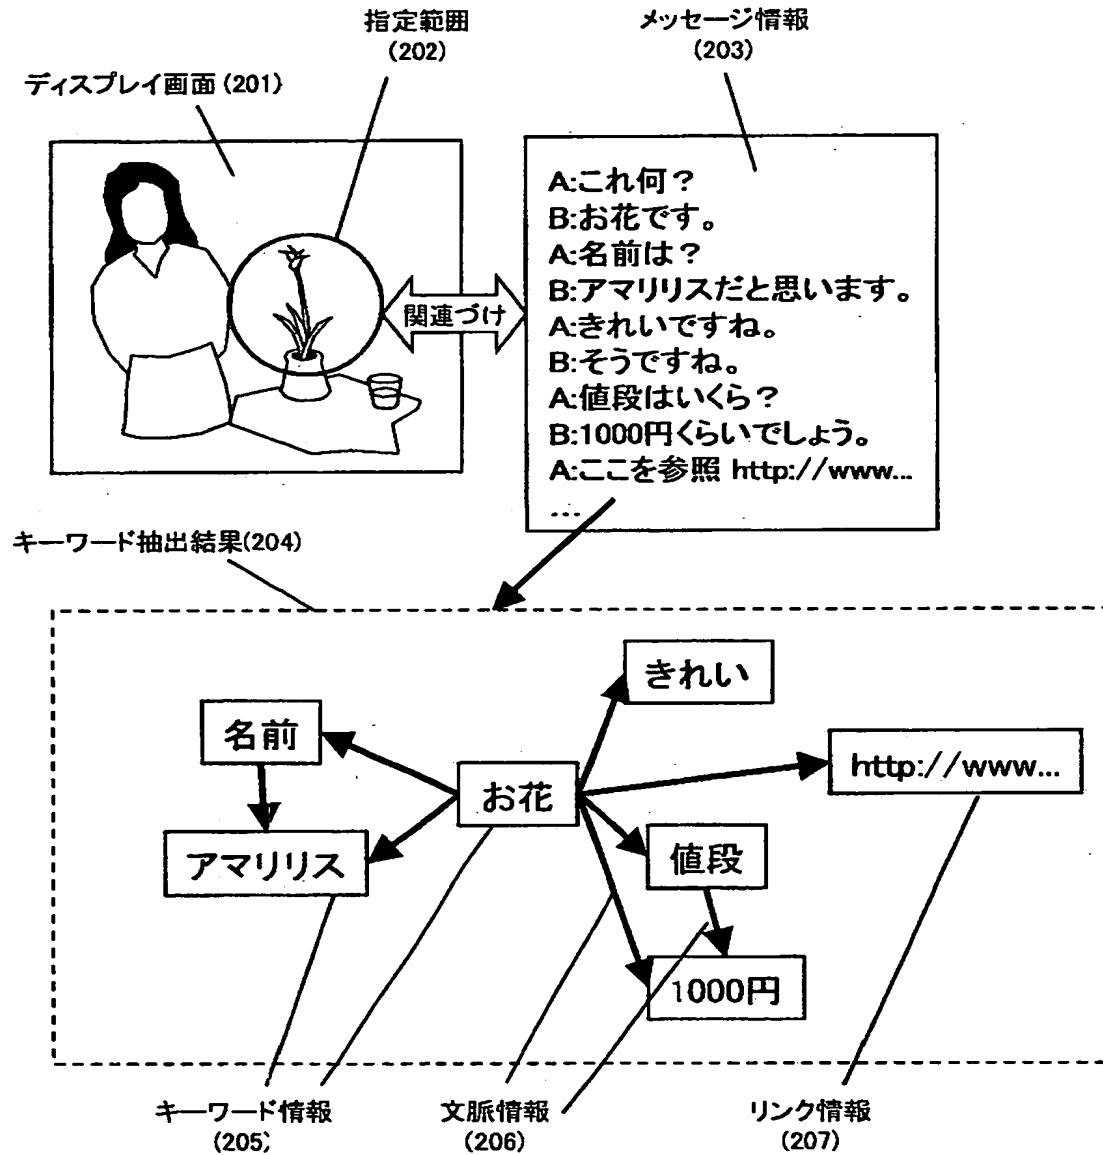 指定範囲
(202)
メッセージ情報
(203)
ディスプレイ画面(201)
A:これ何？
B:お花です。
A:名前は？
B:アマリリスだと思います。
A:きれいですね。
B:そうですね。
A:値段はいくら？
B:1000円くらいでしょう。
A:ここを参照 http://www...
...
関連づけ
キーワード抽出結果(204)
きれい
名前
お花
http://www...
アマリリス
値段
1000円
キーワード情報
(205)
文脈情報
(206)
リンク情報
(207)